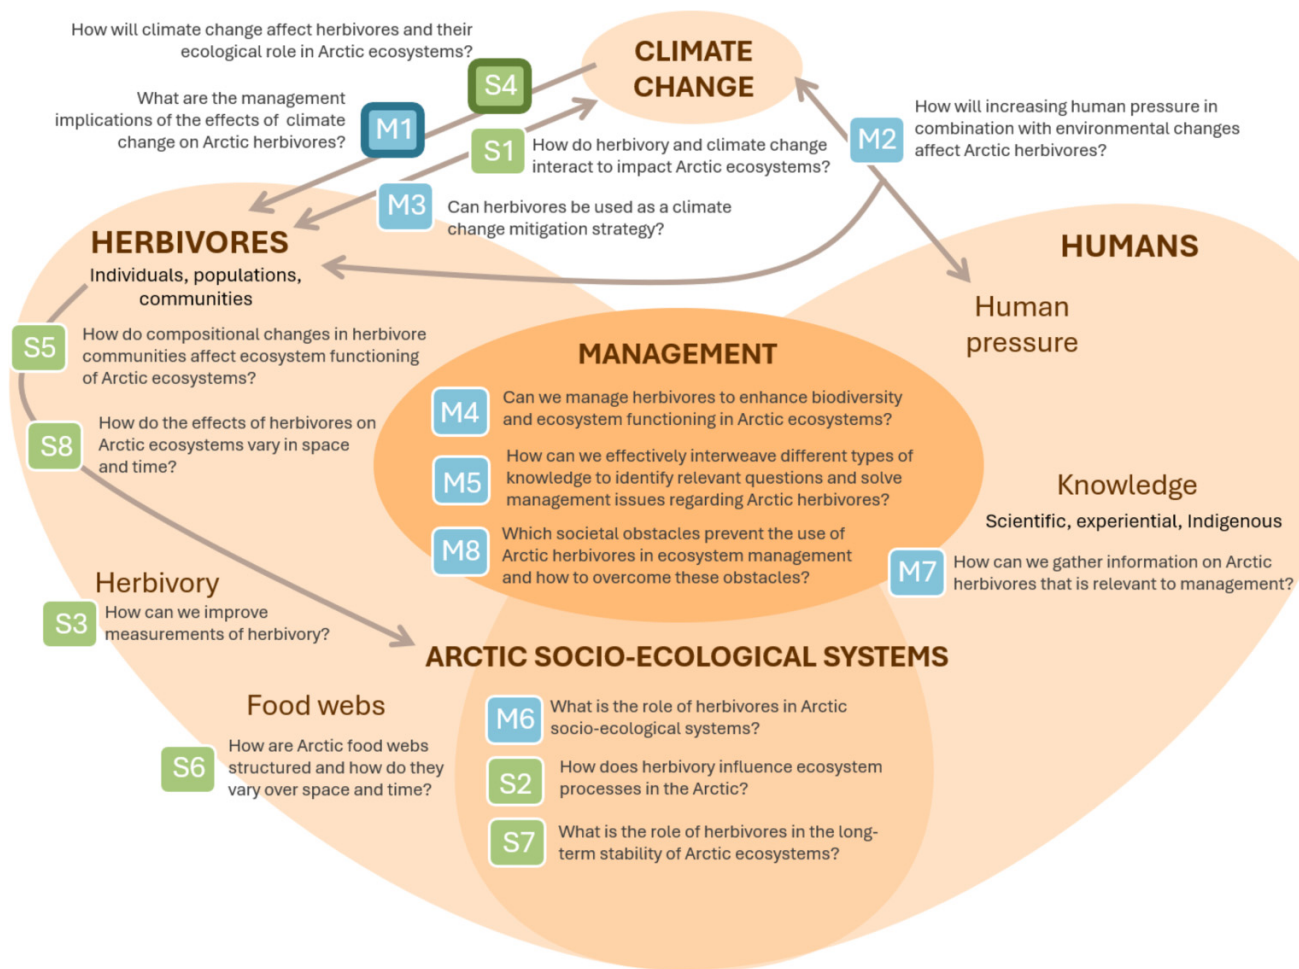 How will climate change affect herbivores and their
ecological role in Arctic ecosystems?
S4
CLIMATE
CHANGE
What are the management
implications of the effects of climate
change on Arctic herbivores?
M1
S1
How do herbivory and climate change
interact to impact Arctic ecosystems?
M2
How will increasing human pressure in
combination with environmental changes
affect Arctic herbivores?
M3
Can herbivores be used as a climate
change mitigation strategy?
HERBIVORES
Individuals, populations,
communities
HUMANS
Human
pressure
S5
How do compositional changes in herbivore
communities affect ecosystem functioning
of Arctic ecosystems?
S8
How do the effects of herbivores on
Arctic ecosystems vary in space
and time?
MANAGEMENT
M4
Can we manage herbivores to enhance biodiversity
and ecosystem functioning in Arctic ecosystems?
M5
How can we effectively interweave different types of
knowledge to identify relevant questions and solve
management issues regarding Arctic herbivores?
M8
Which societal obstacles prevent the use of
Arctic herbivores in ecosystem management
and how to overcome these obstacles?
Knowledge
Scientific, experiential, Indigenous
M7
How can we gather information on Arctic
herbivores that is relevant to management?
Herbivory
S3
How can we improve
measurements of herbivory?
Food webs
S6
How are Arctic food webs
structured and how do they
vary over space and time?
ARCTIC SOCIO-ECOLOGICAL SYSTEMS
M6
What is the role of herbivores in Arctic
socio-ecological systems?
S2
How does herbivory influence ecosystem
processes in the Arctic?
S7
What is the role of herbivores in the long-
term stability of Arctic ecosystems?